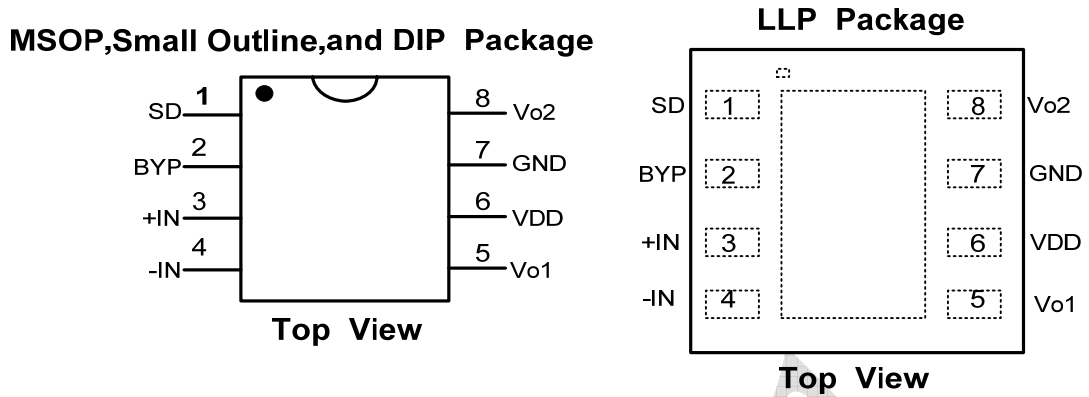 MSOP,Small Outline,and DIP Package
SD 1
BYP 2
+IN 3
-IN 4
8 Vo2
7 GND
6 VDD
5 Vo1
Top View
LLP Package
SD 1
BYP 2
+IN 3
-IN 4
8 Vo2
7 GND
6 VDD
5 Vo1
Top View